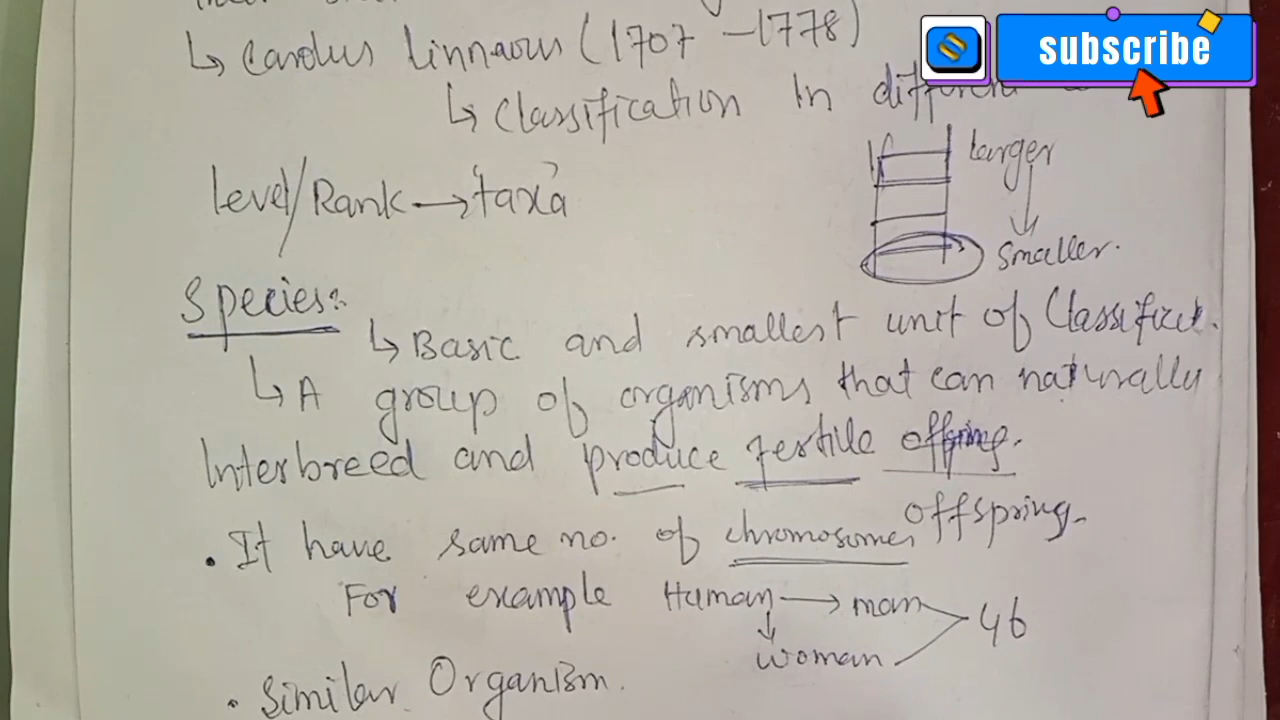 subscribe
↳ Carolus Linnaeus (1707 - 1778)
↳ Classification In different
Level/Rank → 'taxa'
larger
smaller.
Species:
↳ Basic and smallest unit of Classificat.
↳ A group of organisms that can naturally
Interbreed and produce fertile offspring.
offspring.
• It have same no. of chromosomes
For example Human → man 46
↓ woman
• Similar Organism.